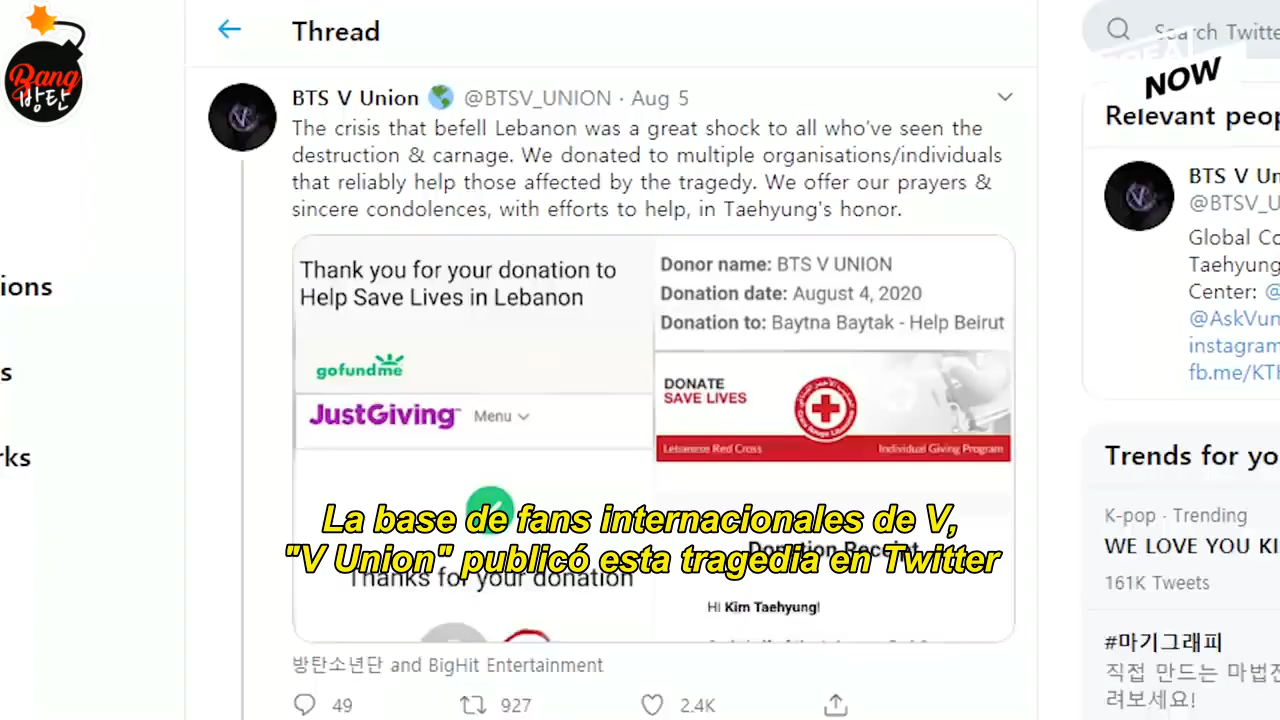 Bang
방탄
Thread
BTS V Union @BTSV_UNION · Aug 5
The crisis that befell Lebanon was a great shock to all who've seen the
destruction & carnage. We donated to multiple organisations/individuals
that reliably help those affected by the tragedy. We offer our prayers &
sincere condolences, with efforts to help, in Taehyung's honor.
Thank you for your donation to
Help Save Lives in Lebanon
gofundme
JustGiving
Menu
Thanks for your donation
Donor name: BTS V UNION
Donation date: August 4, 2020
Donation to: Baytna Baytak - Help Beirut
DONATE
SAVE LIVES
Lebanese Red Cross
Individual Giving Program
Donation Receipt
Hi Kim Taehyung!
La base de fans internacionales de V,
"V Union" publicó esta tragedia en Twitter
방탄소년단 and BigHit Entertainment
49 927 2.4K
ions
s
rks
Search Twitte
NOW
Relevant peop
BTS V Un
@BTSV_U
Global Co
Taehyung
Center: @
@AskVun
instagram
fb.me/KTH
Trends for yo
K-pop · Trending
WE LOVE YOU KI
161K Tweets
#마기그래피
직접 만드는 마법진
려보세요!